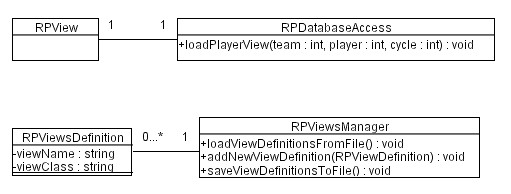 RPView
1
1
RPDatabaseAccess
+loadPlayerView(team : int, player : int, cycle : int) : void
RPViewsDefinition
-viewName : string
-viewClass : string
0...*
1
RPViewsManager
+loadViewDefinitionsFromFile() : void
+addNewViewDefinition(RPViewDefinition) : void
+saveViewDefinitionsToFile() : void